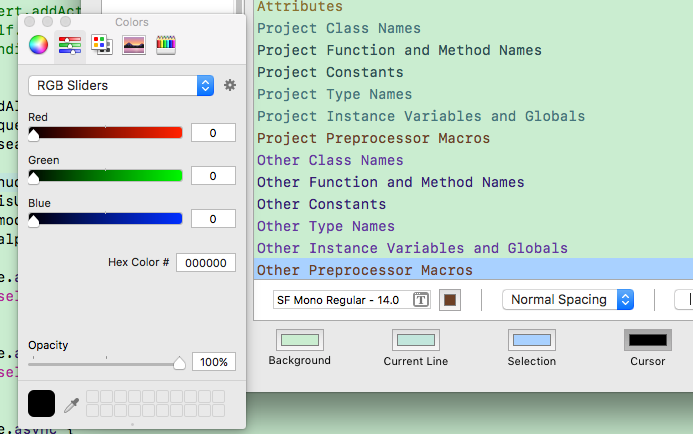 Colors
RGB Sliders
Red
0
Green
0
Blue
0
Hex Color # 000000
Opacity
100%
Attributes
Project Class Names
Project Function and Method Names
Project Constants
Project Type Names
Project Instance Variables and Globals
Project Preprocessor Macros
Other Class Names
Other Function and Method Names
Other Constants
Other Type Names
Other Instance Variables and Globals
Other Preprocessor Macros
SF Mono Regular - 14.0 T
Normal Spacing
Background
Current Line
Selection
Cursor